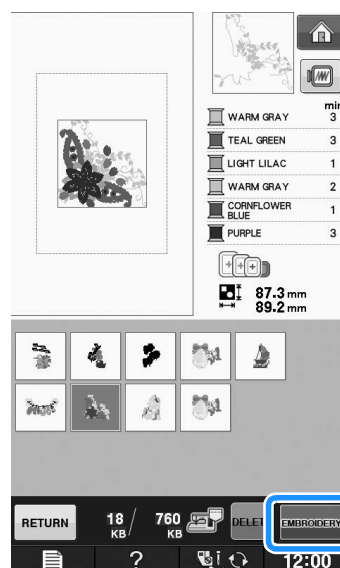 min
WARM GRAY 3
TEAL GREEN 3
LIGHT LILAC 1
WARM GRAY 2
CORNFLOWER
BLUE 1
PURPLE 3
87.3 mm
89.2 mm
RETURN
18 KB / 760 KB
DELET
EMBROIDERY
?
12:00